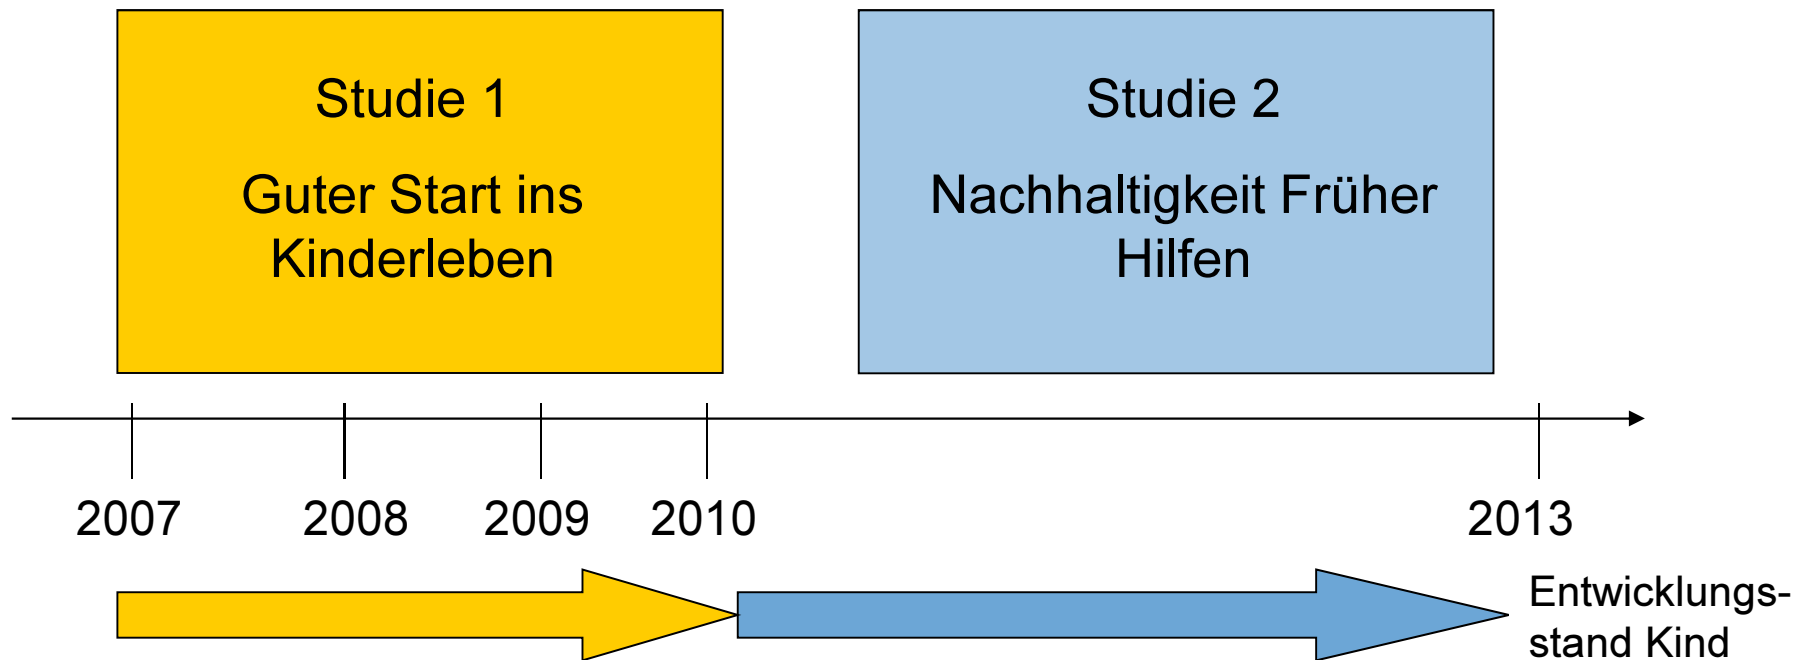 Studie 1
Guter Start ins
Kinderleben
Studie 2
Nachhaltigkeit Früher
Hilfen
2007
2008
2009
2010
2013
Entwicklungs-
stand Kind